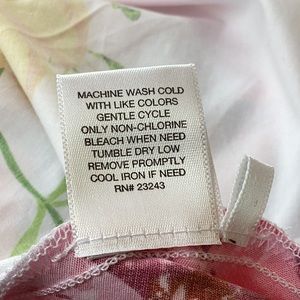 MACHINE WASH COLD
WITH LIKE COLORS
GENTLE CYCLE
ONLY NON-CHLORINE
BLEACH WHEN NEED
TUMBLE DRY LOW
REMOVE PROMPTLY
COOL IRON IF NEED
RN# 23243